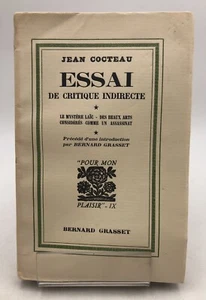 JEAN COCTEAU
ESSAI
DE CRITIQUE INDIRECTE
*
LE MYSTÈRE LAÏC - DES BEAUX ARTS
CONSIDÉRÉS COMME UN ASSASSINAT
*
Précédé d'une introduction
par BERNARD GRASSET
"POUR MON
PLAISIR" - IX
BERNARD GRASSET